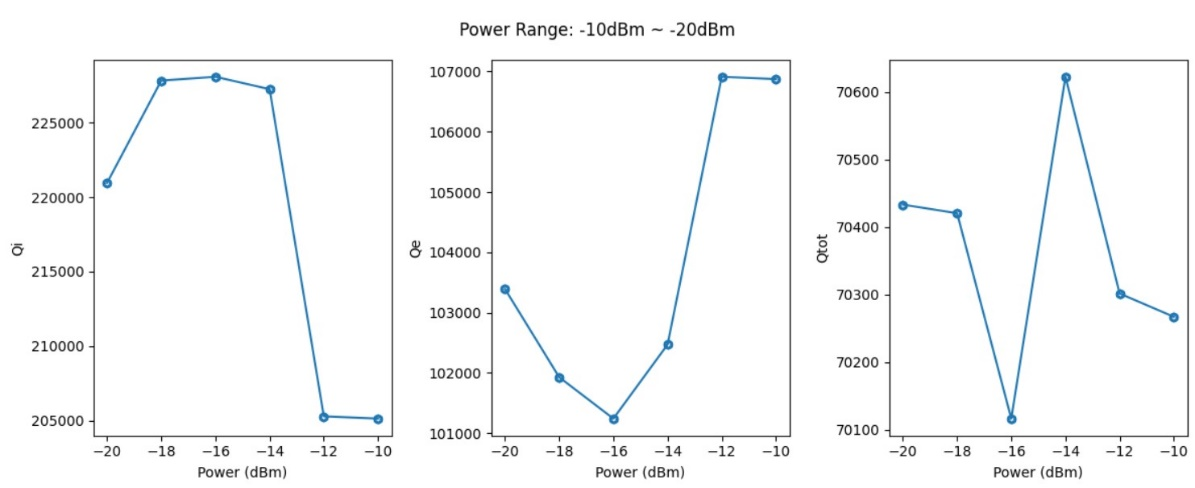 Power Range: -10dBm ~ -20dBm
225000
220000
215000
210000
205000
Qi
−20 −18 −16 −14 −12 −10
Power (dBm)
107000
106000
105000
104000
103000
102000
101000
Qe
−20 −18 −16 −14 −12 −10
Power (dBm)
70600
70500
70400
70300
70200
70100
Qtot
−20 −18 −16 −14 −12 −10
Power (dBm)